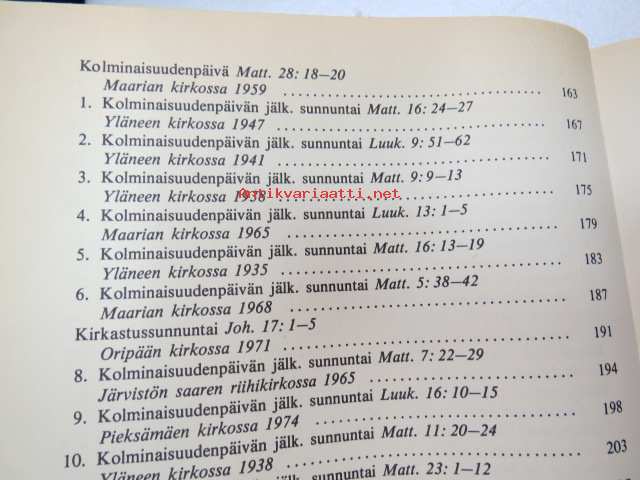 Kolminaisuudenpäivä Matt. 28: 18—20
Maarian kirkossa 1959 ........................................ 163
1. Kolminaisuudenpäivän jälk. sunnuntai Matt. 16: 24—27
Yläneen kirkossa 1947 ........................................ 167
2. Kolminaisuudenpäivän jälk. sunnuntai Luuk. 9: 51—62
Yläneen kirkossa 1941 ........................................ 171
3. Kolminaisuudenpäivän jälk. sunnuntai Matt. 9: 9—13
Yläneen kirkossa 1938 ........................................ 175
antikvariaatti.net
4. Kolminaisuudenpäivän jälk. sunnuntai Luuk. 13: 1—5
Maarian kirkossa 1965 ........................................ 179
5. Kolminaisuudenpäivän jälk. sunnuntai Matt. 16: 13—19
Yläneen kirkossa 1935 ........................................ 183
6. Kolminaisuudenpäivän jälk. sunnuntai Matt. 5: 38—42
Maarian kirkossa 1968 ........................................ 187
Kirkastussunnuntai Joh. 17: 1—5
Oripään kirkossa 1971 ........................................ 191
8. Kolminaisuudenpäivän jälk. sunnuntai Matt. 7: 22—29
Järvistön saaren riihikirkossa 1965 ........................................ 194
9. Kolminaisuudenpäivän jälk. sunnuntai Luuk. 16: 10—15
Pieksämäen kirkossa 1974 ........................................ 198
10. Kolminaisuudenpäivän jälk. sunnuntai Matt. 11: 20—24
Yläneen kirkossa 1938 ........................................ 203
sunnuntai Matt. 23: 1—12